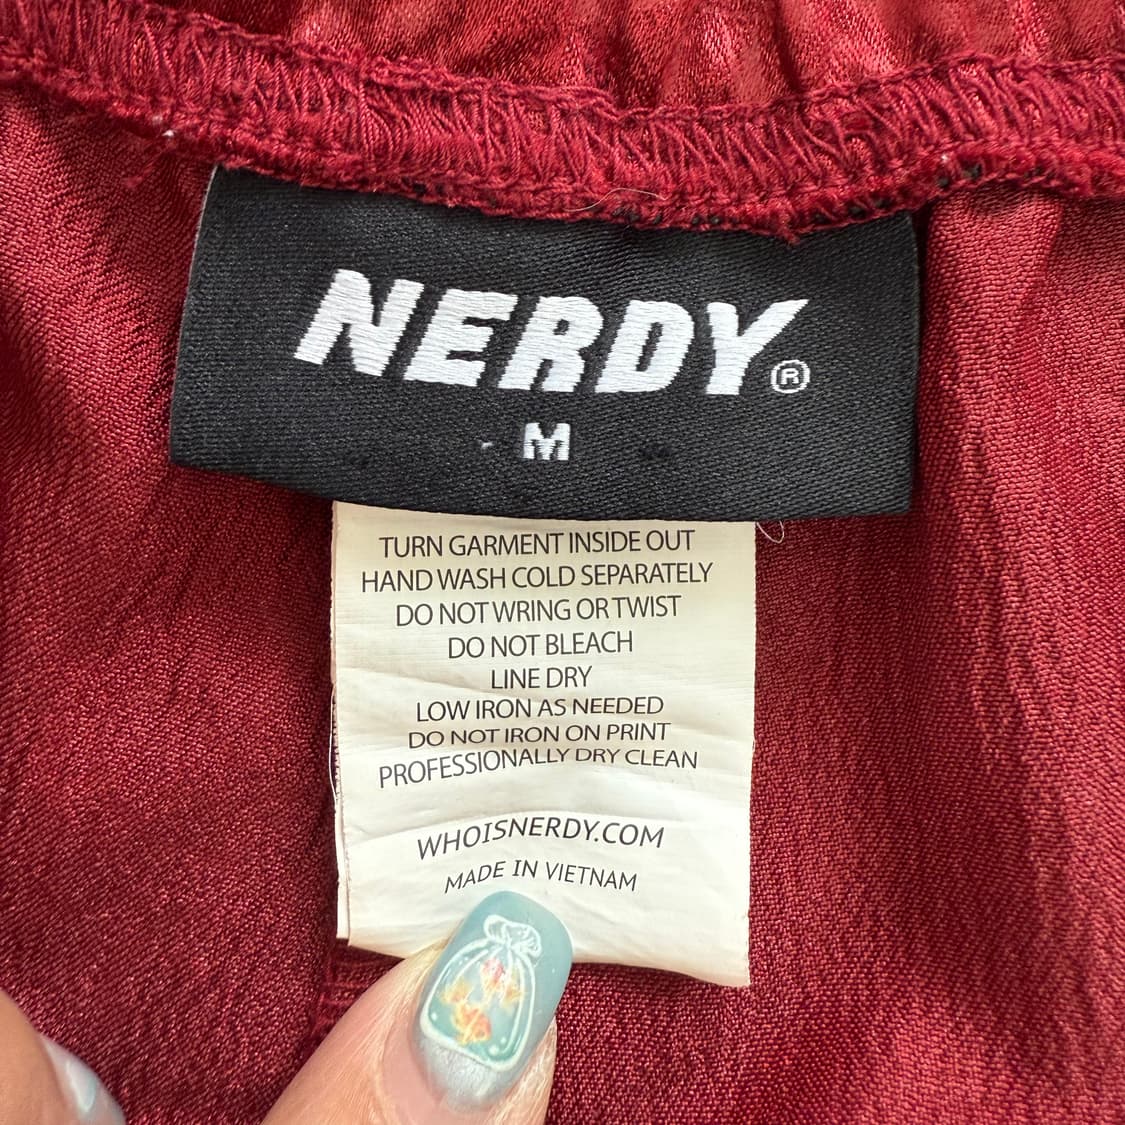 NERDY®
M
TURN GARMENT INSIDE OUT
HAND WASH COLD SEPARATELY
DO NOT WRING OR TWIST
DO NOT BLEACH
LINE DRY
LOW IRON AS NEEDED
DO NOT IRON ON PRINT
PROFESSIONALLY DRY CLEAN
WHOISNERDY.COM
MADE IN VIETNAM